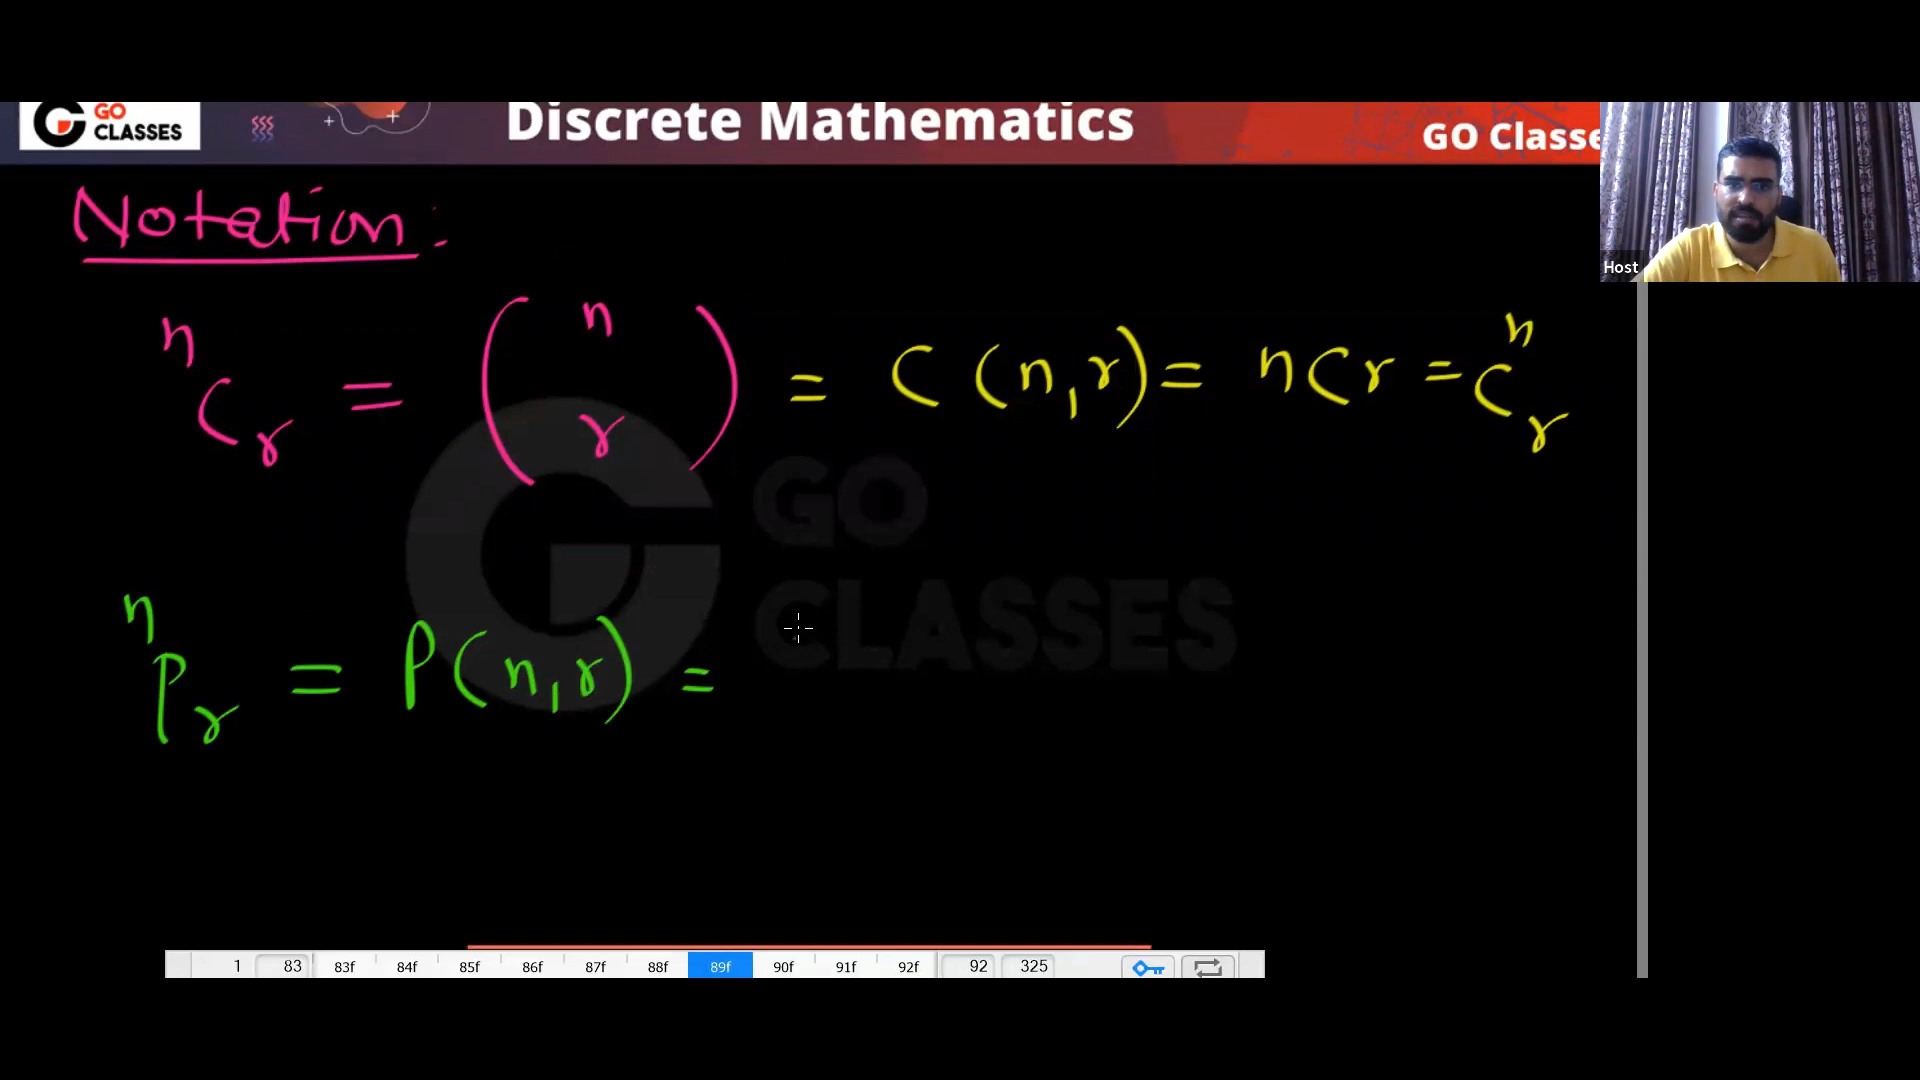 GO
CLASSES
Discrete Mathematics
GO Classe
Host
Notation:
ⁿCᵣ = (n r) = C(n,r) = nCr = Cⁿᵣ
GO
CLASSES
ⁿPᵣ = P(n,r) =
1 83 83f 84f 85f 86f 87f 88f 89f 90f 91f 92f 92 325